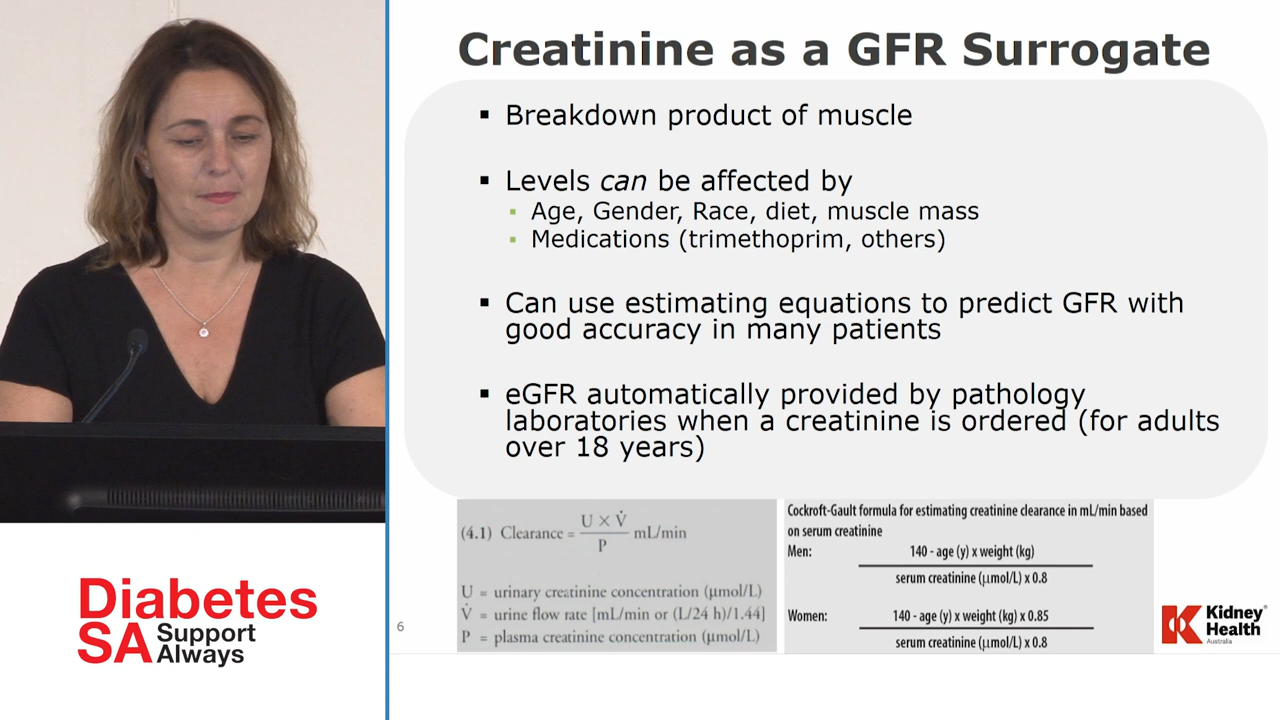 Creatinine as a GFR Surrogate
▪ Breakdown product of muscle
▪ Levels can be affected by
▪ Age, Gender, Race, diet, muscle mass
▪ Medications (trimethoprim, others)
▪ Can use estimating equations to predict GFR with
good accuracy in many patients
▪ eGFR automatically provided by pathology
laboratories when a creatinine is ordered (for adults
over 18 years)
(4.1) Clearance = U × V̇ / P mL/min
U = urinary creatinine concentration (μmol/L)
V̇ = urine flow rate [mL/min or (L/24 h)/1.44]
P = plasma creatinine concentration (μmol/L)
Cockroft-Gault formula for estimating creatinine clearance in mL/min based
on serum creatinine
Men: 140 - age (y) x weight (kg)
serum creatinine (μmol/L) x 0.8
Women: 140 - age (y) x weight (kg) x 0.85
serum creatinine (μmol/L) x 0.8
6
Kidney
Health
Australia
Diabetes
SA Support
Always